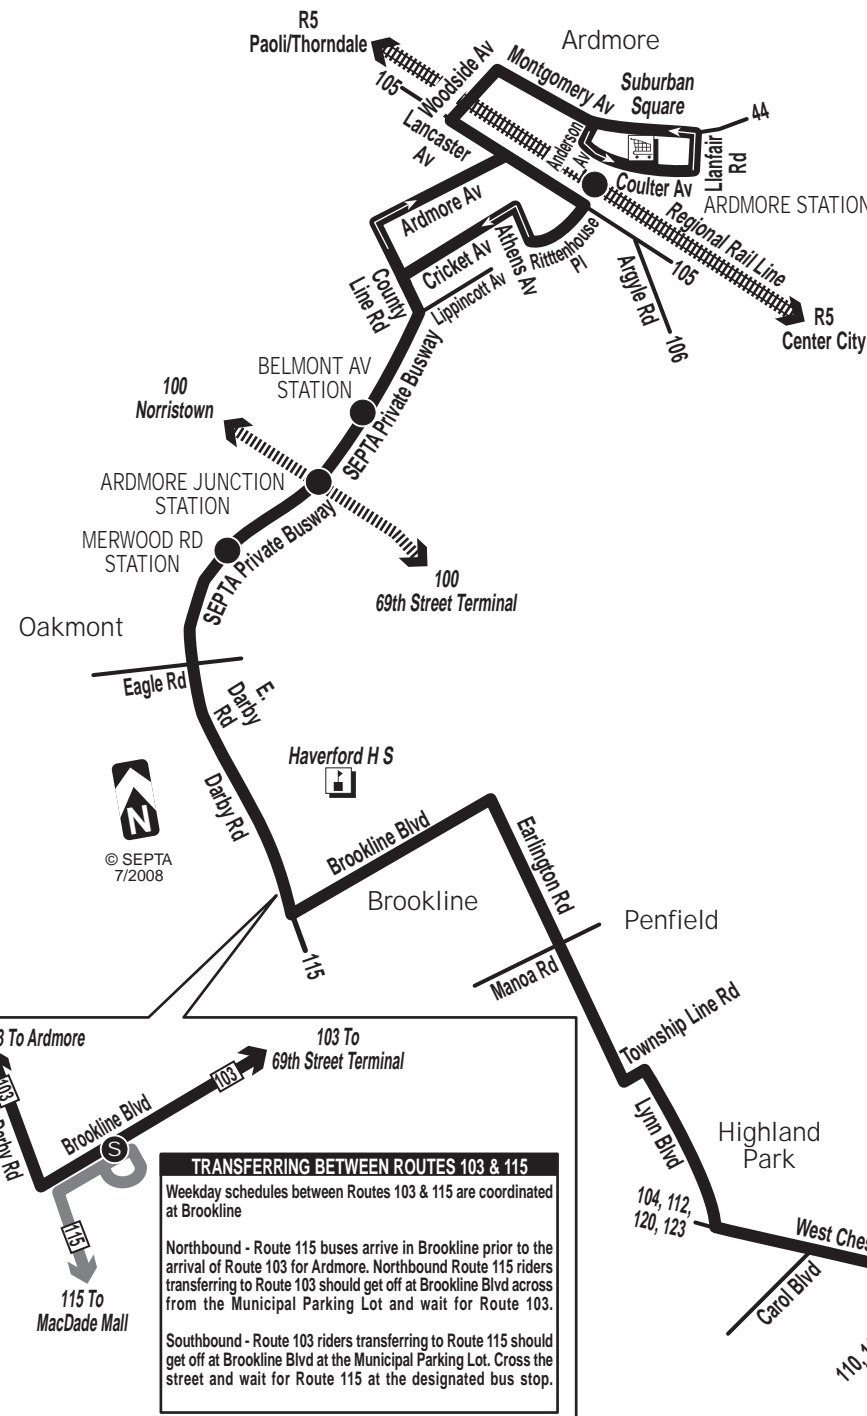 R5
Paoli/Thorndale
Ardmore
105
Woodside Av
Montgomery Av
Suburban
Square
44
Lancaster
Av
Anderson
Av
Llanfair
Rd
Coulter Av
ARDMORE STATION
Regional Rail Line
Ardmore Av
Cricket Av
Athens Av
Ritttenhouse
Pl
County
Line Rd
Lippincott Av
Argyle Rd
105
106
R5
Center City
BELMONT AV
STATION
SEPTA Private Busway
100
Norristown
ARDMORE JUNCTION
STATION
MERWOOD RD
STATION
SEPTA Private Busway
100
69th Street Terminal
Oakmont
Eagle Rd
E.
Darby
Rd
Haverford H S
Darby Rd
N
© SEPTA
7/2008
Brookline Blvd
Earlington Rd
Brookline
Penfield
115
Manoa Rd
Township Line Rd
Lynn Blvd
Highland
Park
104, 112,
120, 123
West Ches
Carol Blvd
110, 1
3 To Ardmore
103 To
69th Street Terminal
103
103
Brookline Blvd
S
Darby Rd
115
115 To
MacDade Mall
TRANSFERRING BETWEEN ROUTES 103 & 115
Weekday schedules between Routes 103 & 115 are coordinated
at Brookline
Northbound - Route 115 buses arrive in Brookline prior to the
arrival of Route 103 for Ardmore. Northbound Route 115 riders
transferring to Route 103 should get off at Brookline Blvd across
from the Municipal Parking Lot and wait for Route 103.
Southbound - Route 103 riders transferring to Route 115 should
get off at Brookline Blvd at the Municipal Parking Lot. Cross the
street and wait for Route 115 at the designated bus stop.